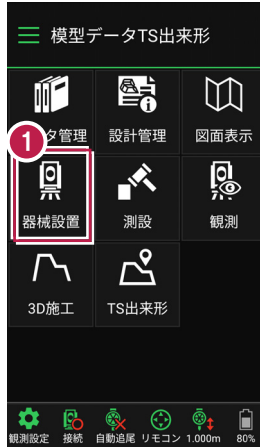 模型データTS出来形
タ管理 設計管理 図面表示
1
器械設置 測設 観測
3D施工 TS出来形
観測設定 接続 自動追尾 リモコン 1.000m 80%